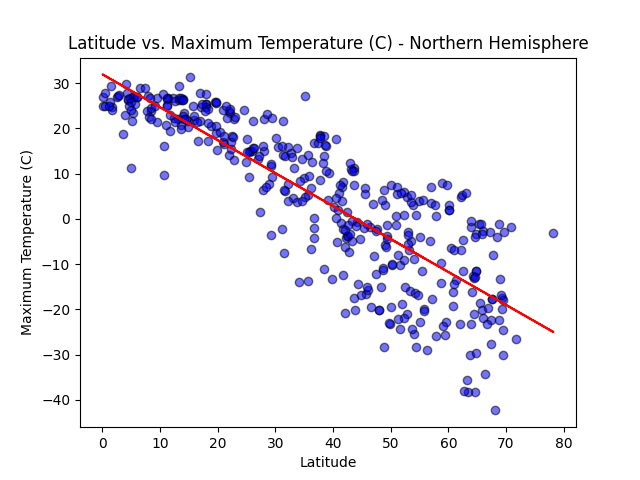 Latitude vs. Maximum Temperature (C) - Northern Hemisphere
30
20
10
0
−10
−20
−30
−40
Maximum Temperature (C)
0 10 20 30 40 50 60 70 80
Latitude